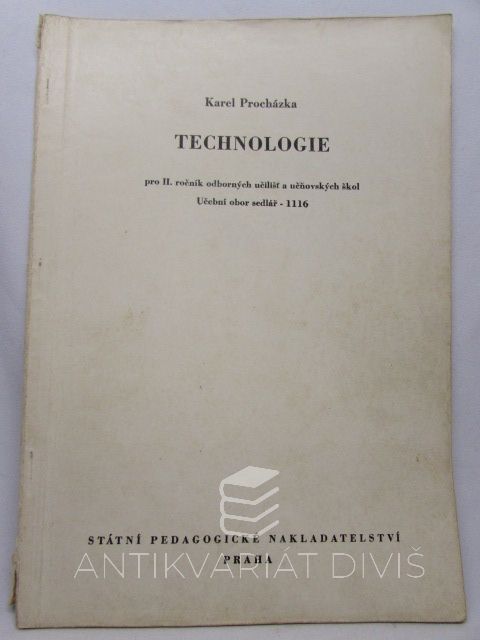 Karel Procházka
TECHNOLOGIE
pro II. ročník odborných učilišť a učňovských škol
Učební obor sedlář - 1116
STÁTNÍ PEDAGOGICKÉ NAKLADATELSTVÍ
PRAHA
ANTIKVARIÁT DIVIŠ